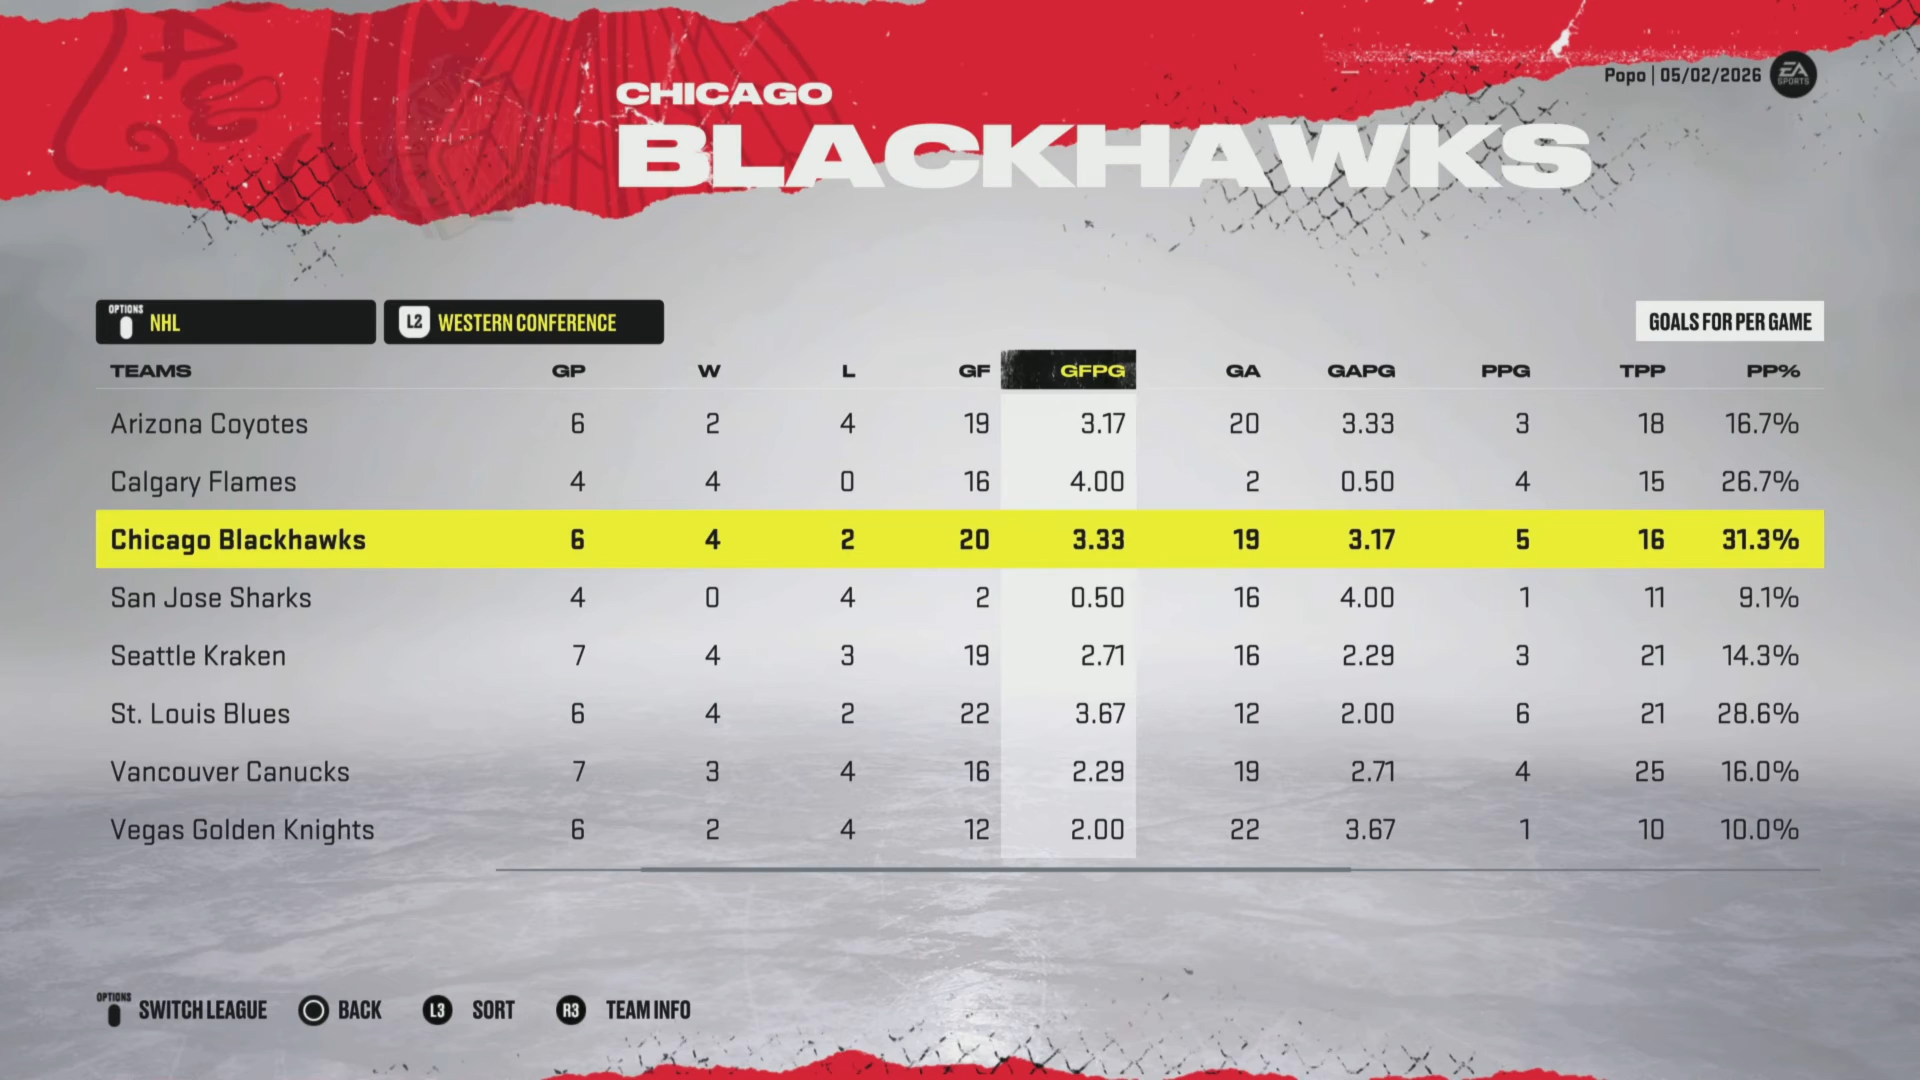 CHICAGO
BLACKHAWKS
Popo | 05/02/2026
EA
SPORTS
OPTIONS
NHL
L2 WESTERN CONFERENCE
GOALS FOR PER GAME
TEAMS GP W L GF GFPG GA GAPG PPG TPP PP%
Arizona Coyotes 6 2 4 19 3.17 20 3.33 3 18 16.7%
Calgary Flames 4 4 0 16 4.00 2 0.50 4 15 26.7%
Chicago Blackhawks 6 4 2 20 3.33 19 3.17 5 16 31.3%
San Jose Sharks 4 0 4 2 0.50 16 4.00 1 11 9.1%
Seattle Kraken 7 4 3 19 2.71 16 2.29 3 21 14.3%
St. Louis Blues 6 4 2 22 3.67 12 2.00 6 21 28.6%
Vancouver Canucks 7 3 4 16 2.29 19 2.71 4 25 16.0%
Vegas Golden Knights 6 2 4 12 2.00 22 3.67 1 10 10.0%
OPTIONS
SWITCH LEAGUE BACK L3 SORT R3 TEAM INFO